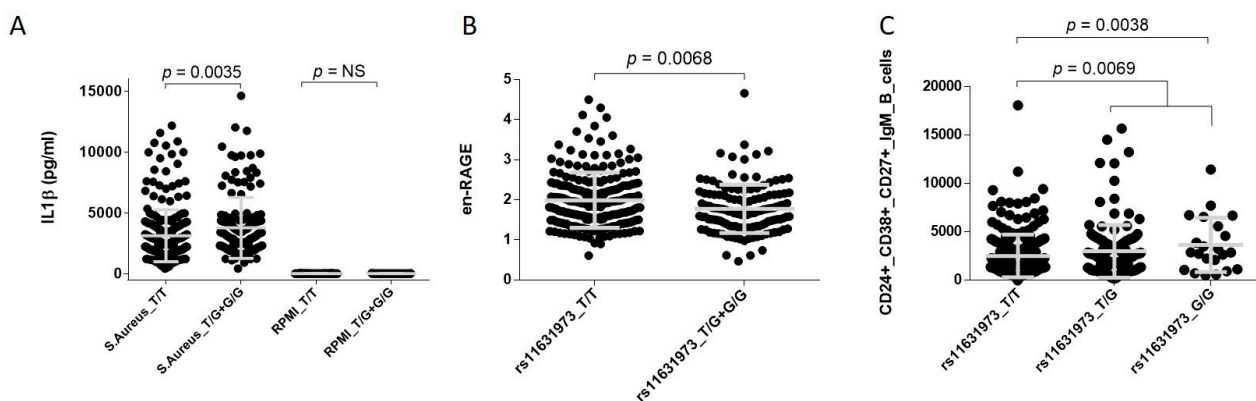 A
p = 0.0035
p = NS
IL1β (pg/ml)
15000
10000
5000
0
S.Aureus_T/T
S.Aureus_T/G+G/G
RPMI_T/T
RPMI_T/G+G/G
B
p = 0.0068
en-RAGE
5
4
3
2
1
0
rs11631973_T/T
rs11631973_T/G+G/G
C
p = 0.0038
p = 0.0069
CD24+_CD38+_CD27+_IgM_B_cells
20000
15000
10000
5000
0
rs11631973_T/T
rs11631973_T/G
rs11631973_G/G